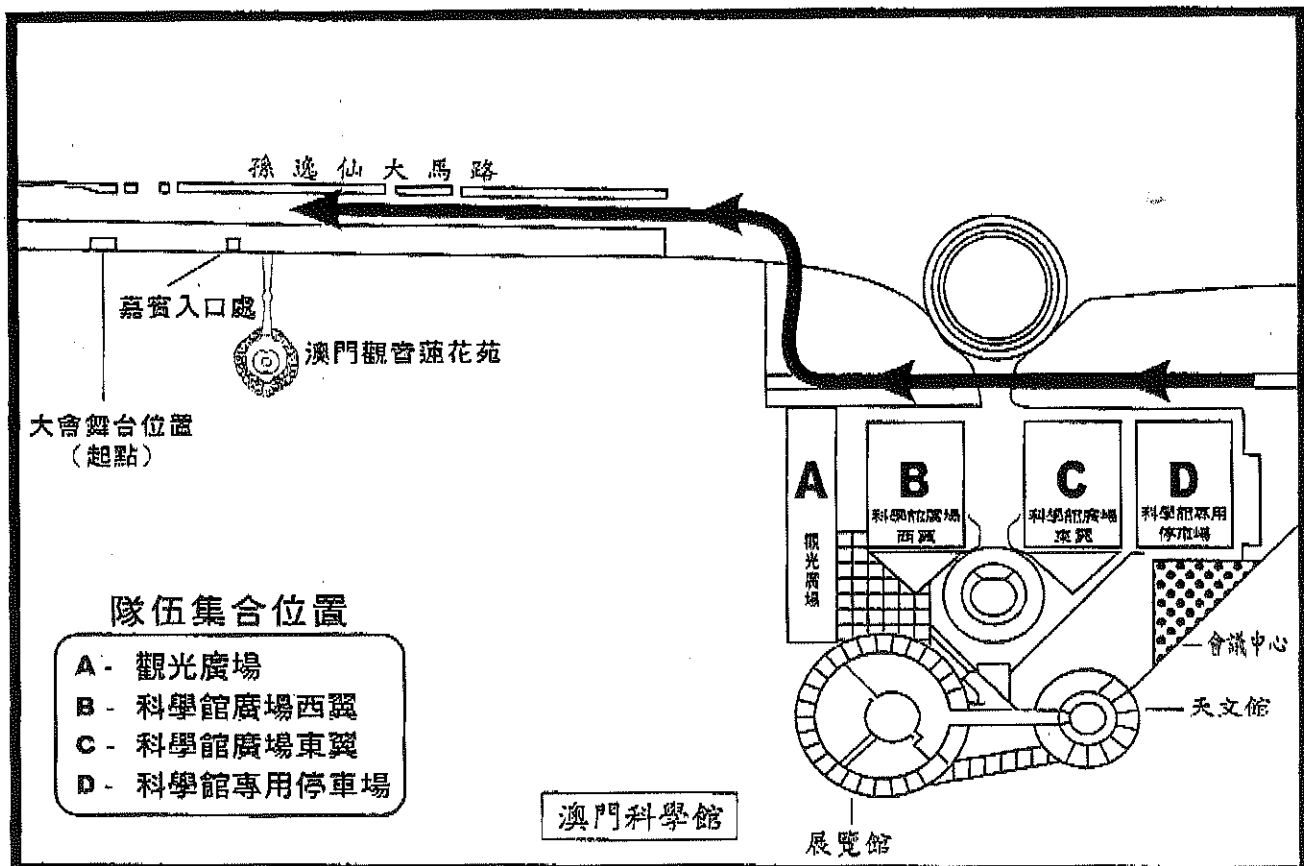 孫逸仙大馬路
嘉賓入口處
澳門觀音蓮花苑
大會舞台位置
（起點）
A
觀光廣場
B
科學館廣場
西翼
C
科學館廣場
東翼
D
科學館專用
停車場
會議中心
天文館
展覽館
澳門科學館
隊伍集合位置
A - 觀光廣場
B - 科學館廣場西翼
C - 科學館廣場東翼
D - 科學館專用停車場